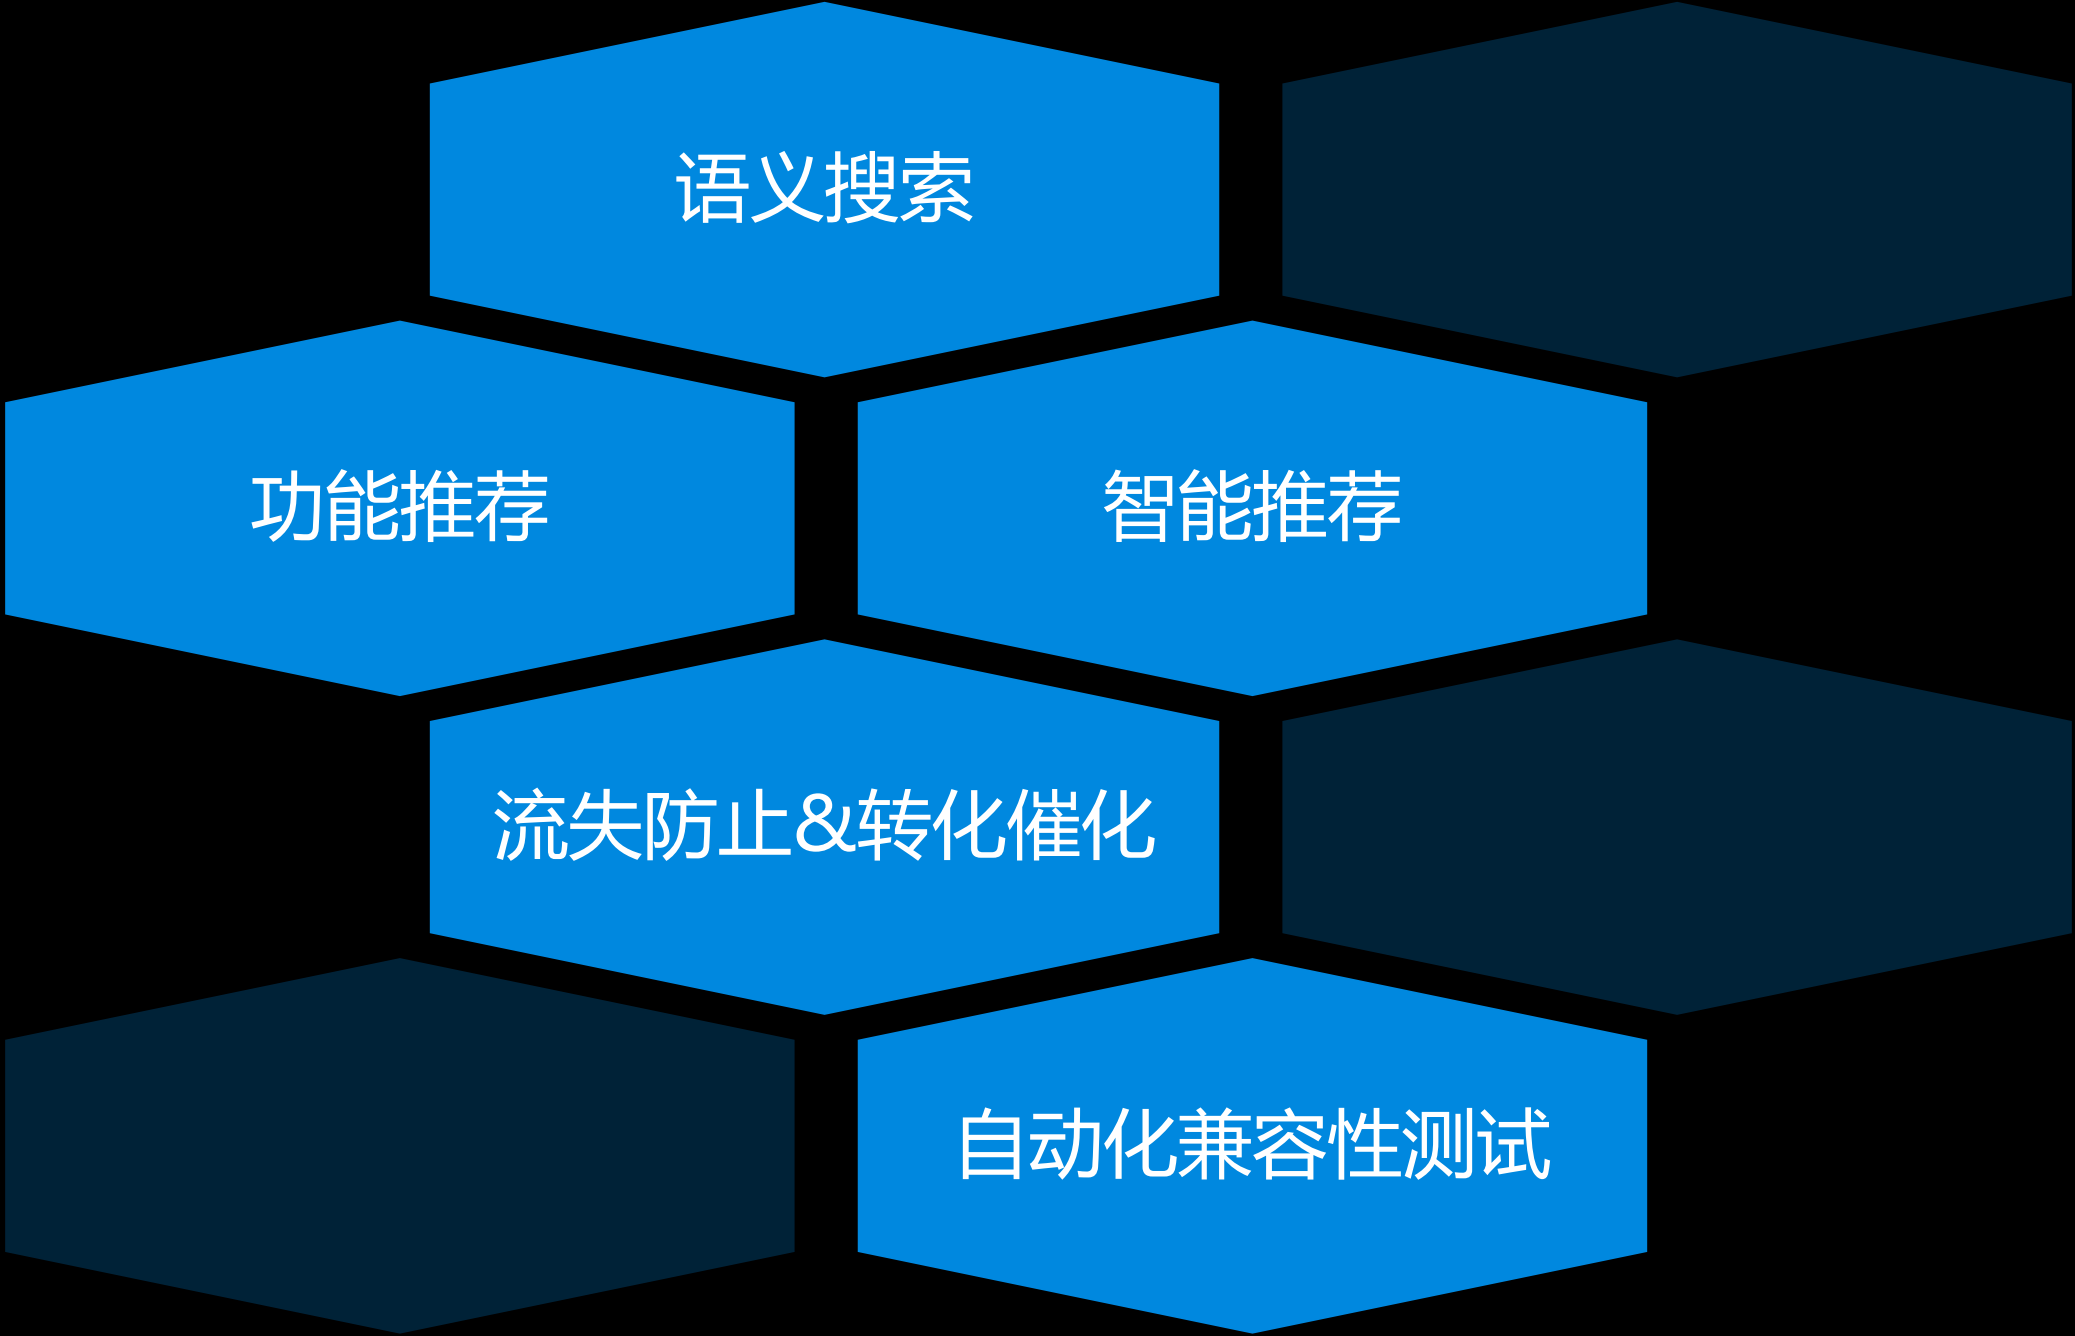 语义搜索
功能推荐
智能推荐
流失防止&转化催化
自动化兼容性测试